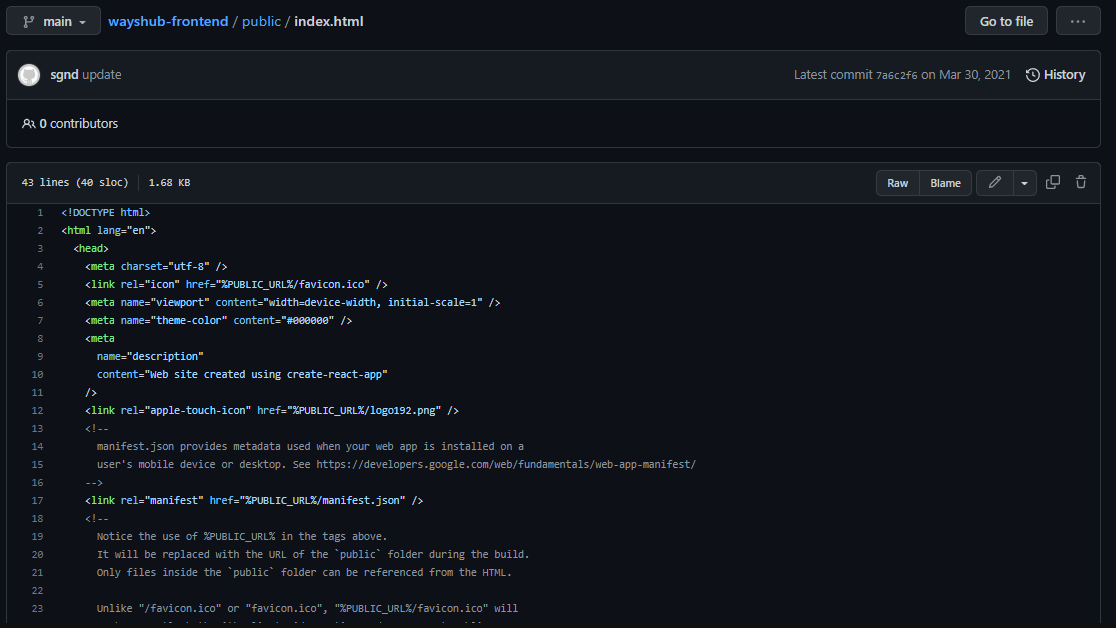 main
wayshub-frontend / public / index.html
Go to file
...
sgnd update
Latest commit 7a6c2f6 on Mar 30, 2021
History
0 contributors
43 lines (40 sloc) 1.68 KB
Raw
Blame
1 <!DOCTYPE html>
2 <html lang="en">
3 <head>
4 <meta charset="utf-8" />
5 <link rel="icon" href="%PUBLIC_URL%/favicon.ico" />
6 <meta name="viewport" content="width=device-width, initial-scale=1" />
7 <meta name="theme-color" content="#000000" />
8 <meta
9 name="description"
10 content="Web site created using create-react-app"
11 />
12 <link rel="apple-touch-icon" href="%PUBLIC_URL%/logo192.png" />
13 <!--
14 manifest.json provides metadata used when your web app is installed on a
15 user's mobile device or desktop. See https://developers.google.com/web/fundamentals/web-app-manifest/
16 -->
17 <link rel="manifest" href="%PUBLIC_URL%/manifest.json" />
18 <!--
19 Notice the use of %PUBLIC_URL% in the tags above.
20 It will be replaced with the URL of the `public` folder during the build.
21 Only files inside the `public` folder can be referenced from the HTML.
22
23 Unlike "/favicon.ico" or "favicon.ico", "%PUBLIC_URL%/favicon.ico" will